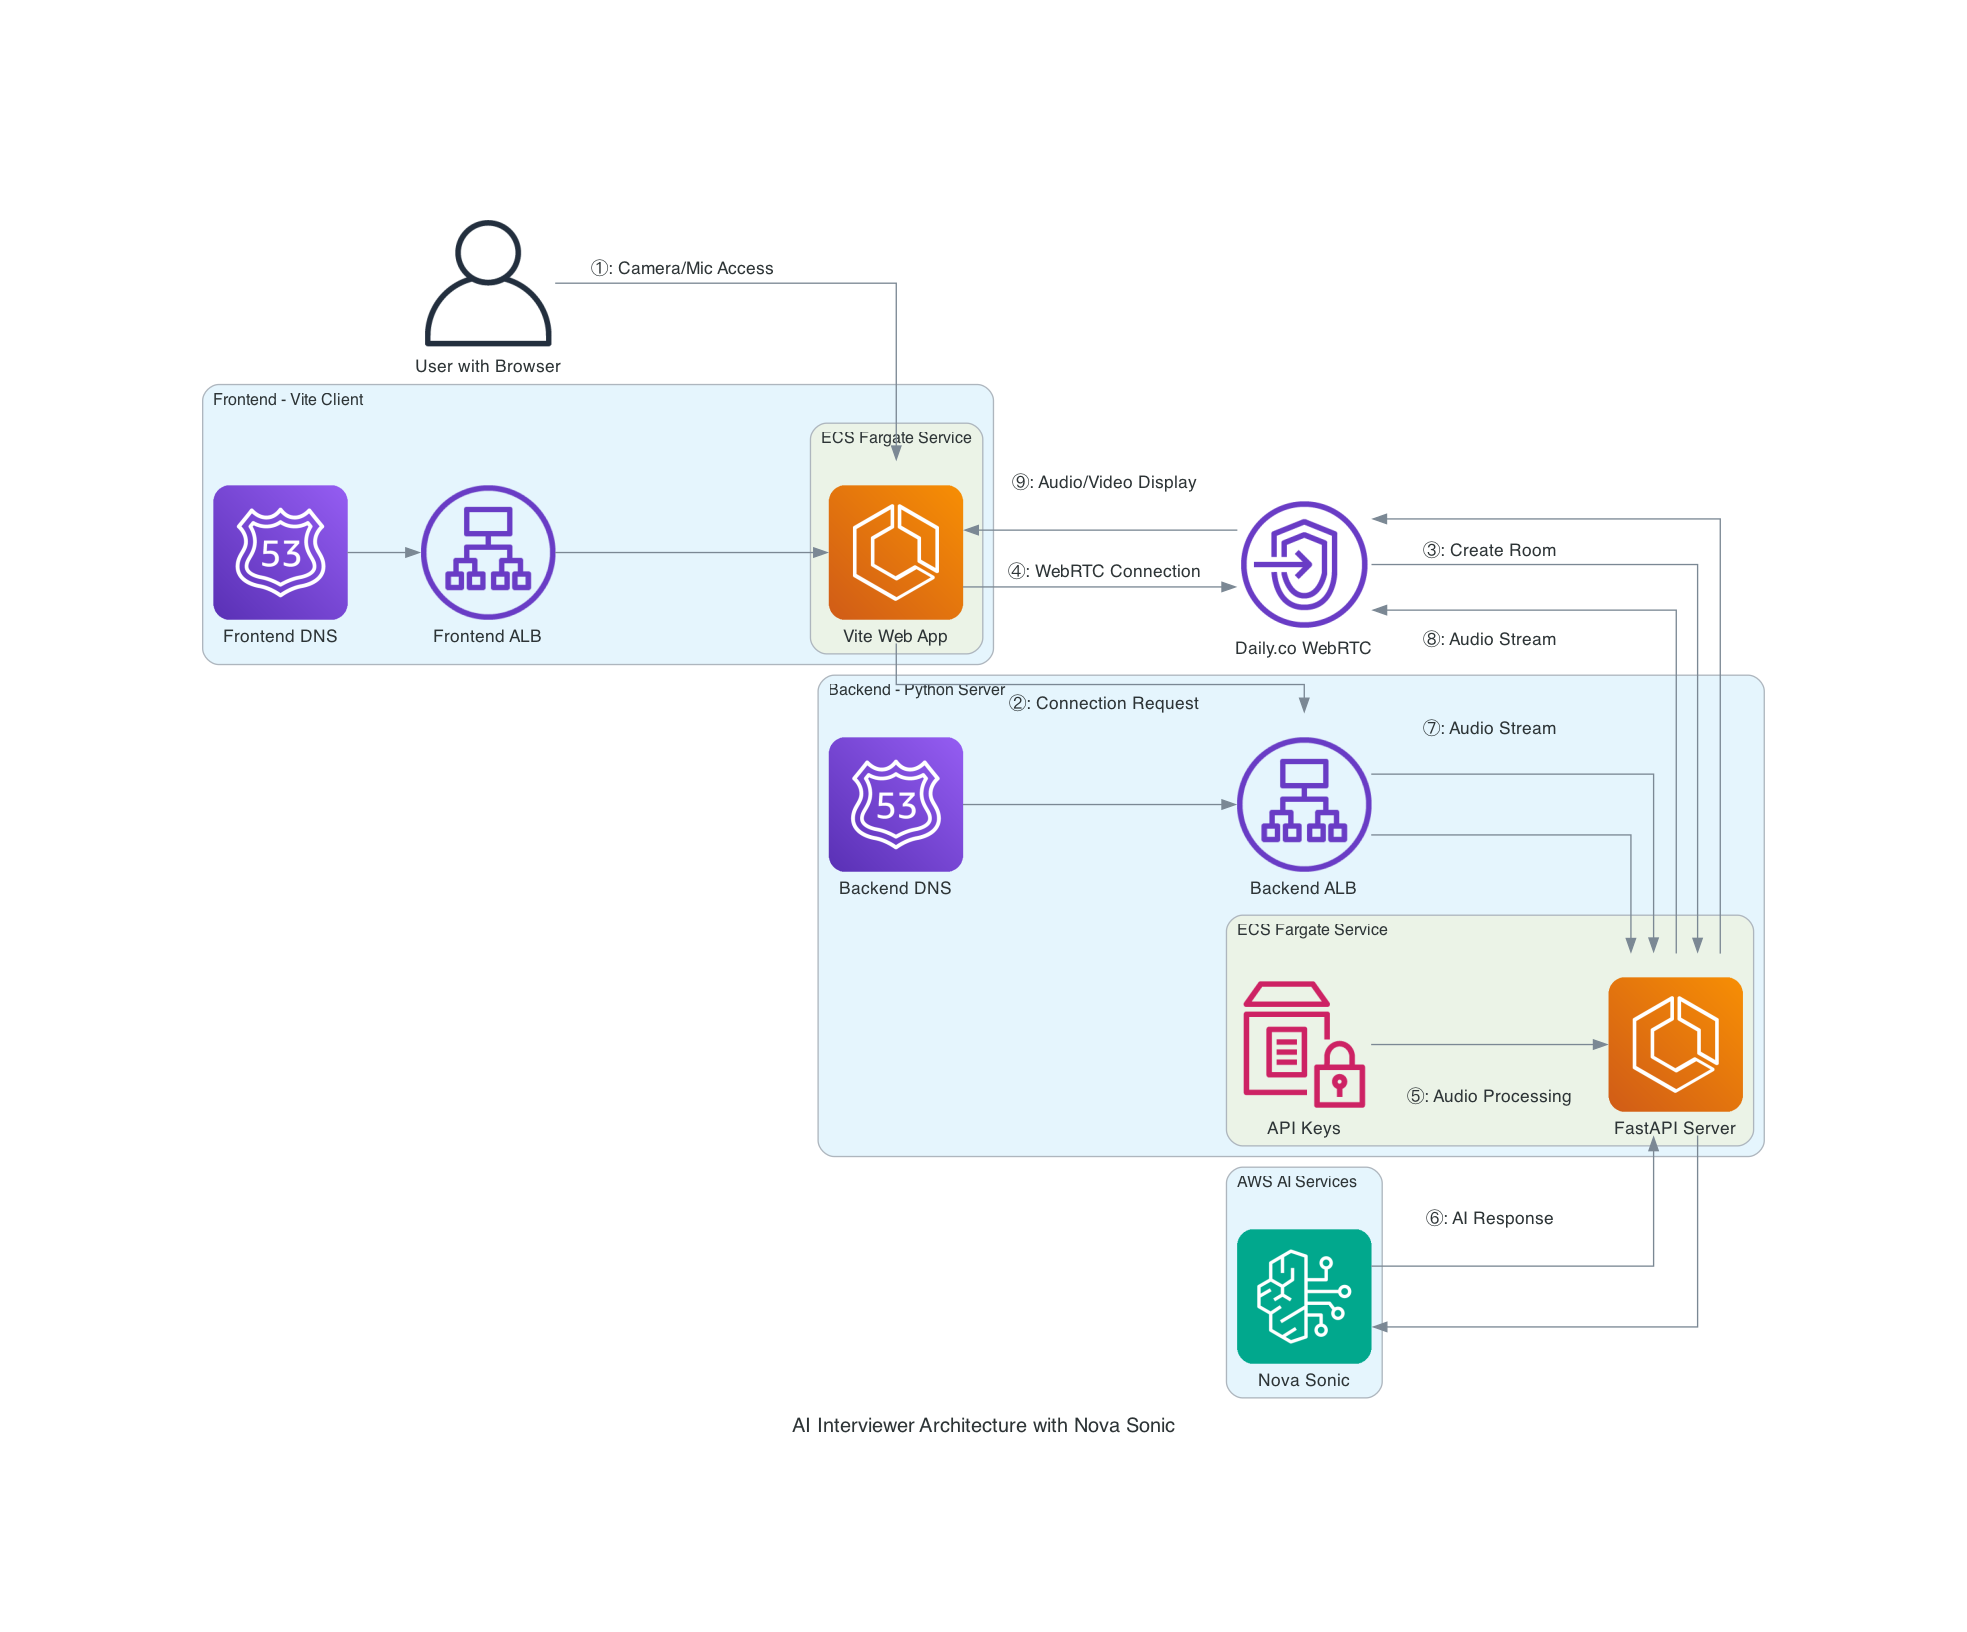 ①: Camera/Mic Access
User with Browser
Frontend - Vite Client
ECS Fargate Service
⑨: Audio/Video Display
53
③: Create Room
④: WebRTC Connection
Frontend DNS
Frontend ALB
Vite Web App
Daily.co WebRTC
⑧: Audio Stream
Backend - Python Server
②: Connection Request
⑦: Audio Stream
53
Backend DNS
Backend ALB
ECS Fargate Service
⑤: Audio Processing
API Keys
FastAPI Server
AWS AI Services
⑥: AI Response
Nova Sonic
AI Interviewer Architecture with Nova Sonic